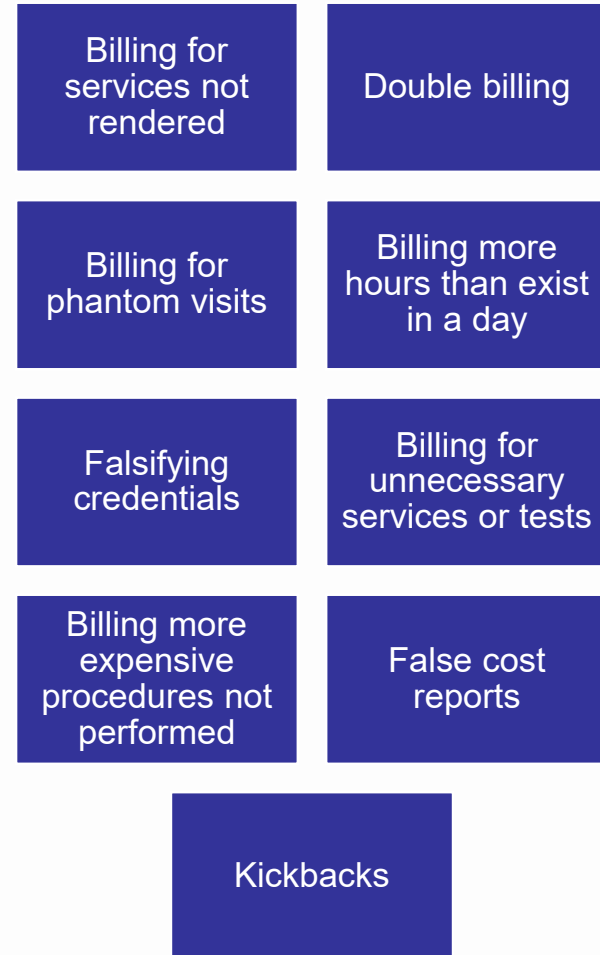 Billing for
services not
rendered
Double billing
Billing for
phantom visits
Billing more
hours than exist
in a day
Falsifying
credentials
Billing for
unnecessary
services or tests
Billing more
expensive
procedures not
performed
False cost
reports
Kickbacks